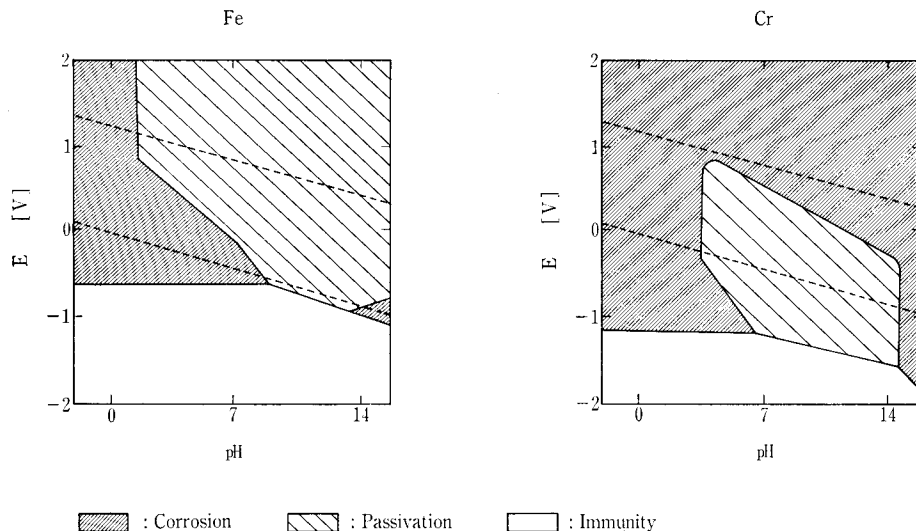 Fe
Cr
2
1
0
−1
−2
E [V]
0
7
14
pH
2
1
0
−1
−2
E [V]
0
7
14
pH
: Corrosion
: Passivation
: Immunity